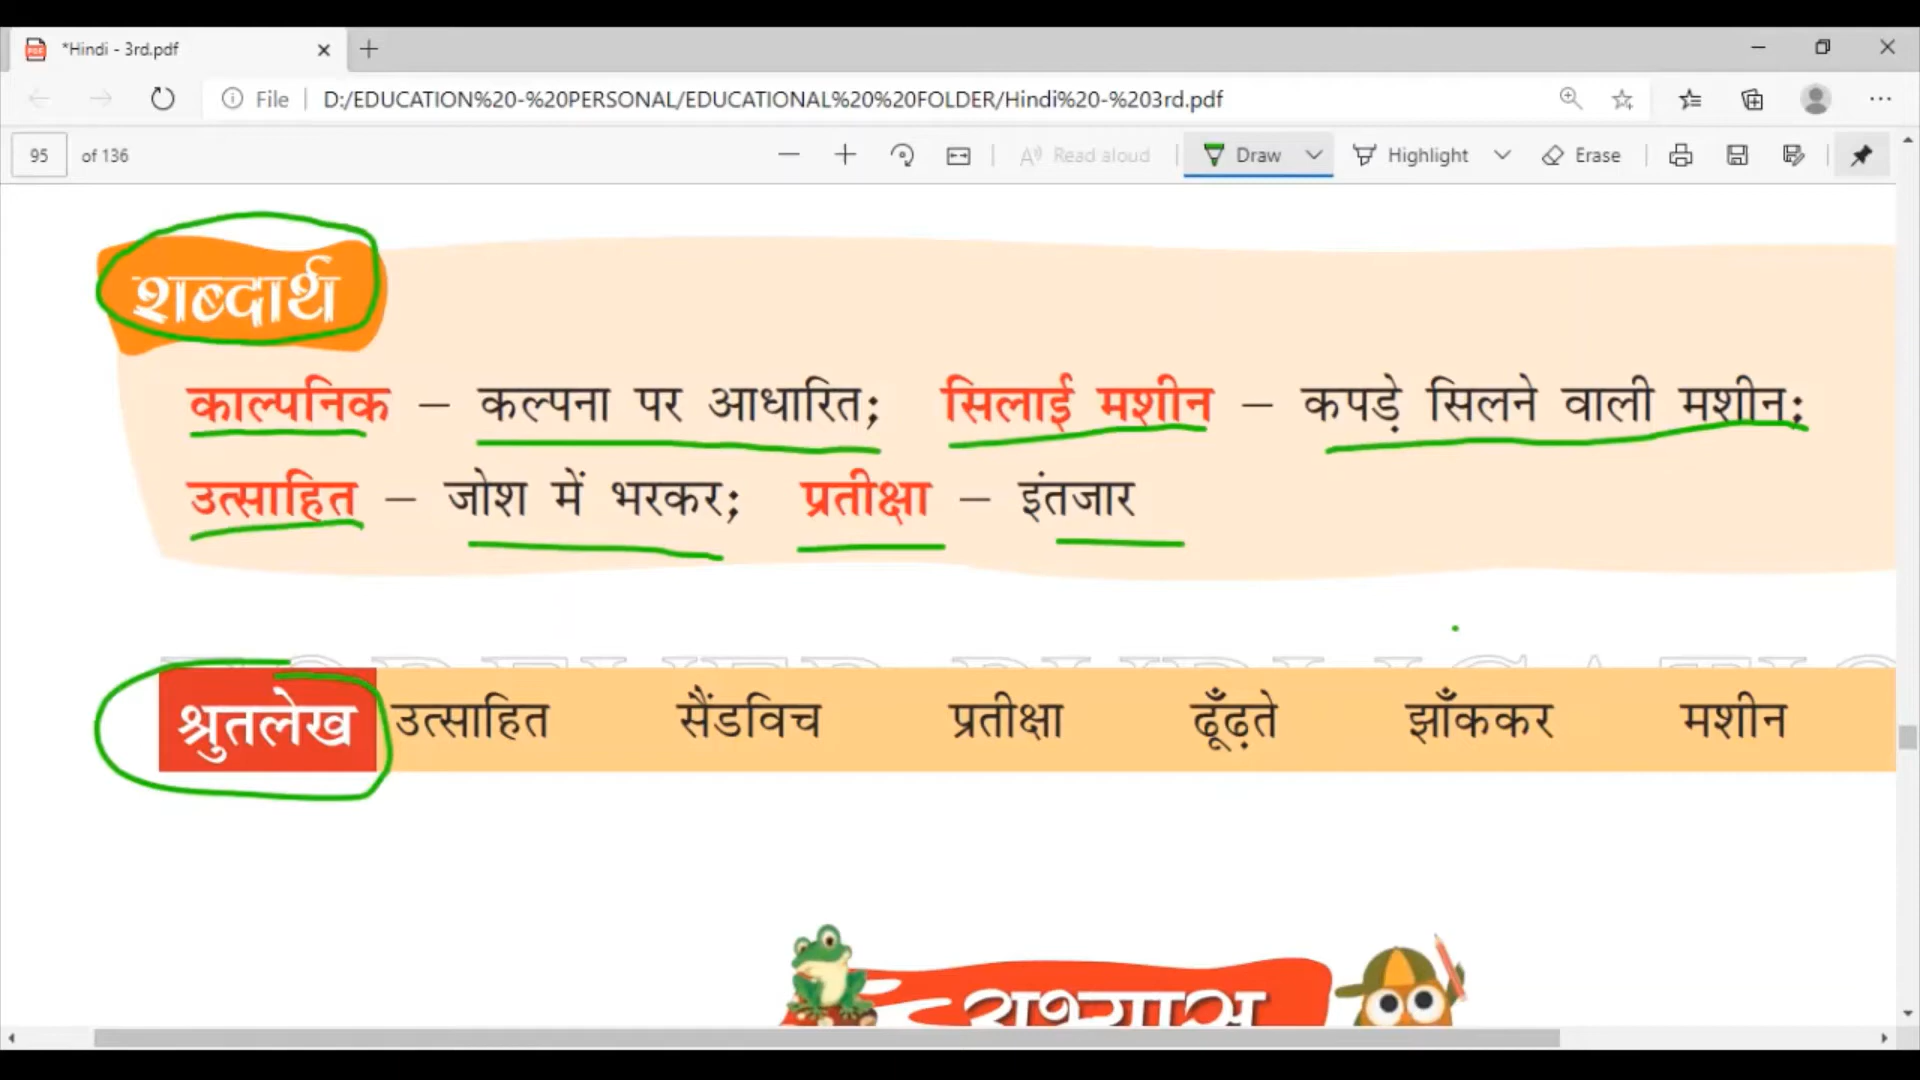 *Hindi - 3rd.pdf
File D:/EDUCATION%20-%20PERSONAL/EDUCATIONAL%20%20FOLDER/Hindi%20-%203rd.pdf
95 of 136 Read aloud Draw Highlight Erase
शब्दार्थ
काल्पनिक – कल्पना पर आधारित; सिलाई मशीन – कपड़े सिलने वाली मशीन;
उत्साहित – जोश में भरकर; प्रतीक्षा – इंतजार
श्रुतलेख उत्साहित सैंडविच प्रतीक्षा ढूँढ़ते झाँककर मशीन
अभ्यास